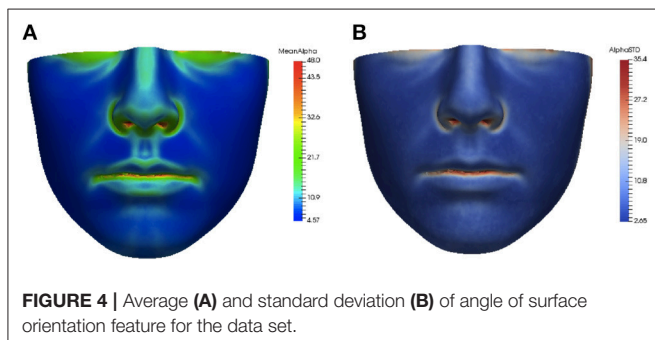 A
B
MeanAlpha
48.0
43.5
32.6
21.7
10.9
4.57
AlphaSTD
35.4
27.2
19.0
10.8
2.65
FIGURE 4 | Average (A) and standard deviation (B) of angle of surface
orientation feature for the data set.